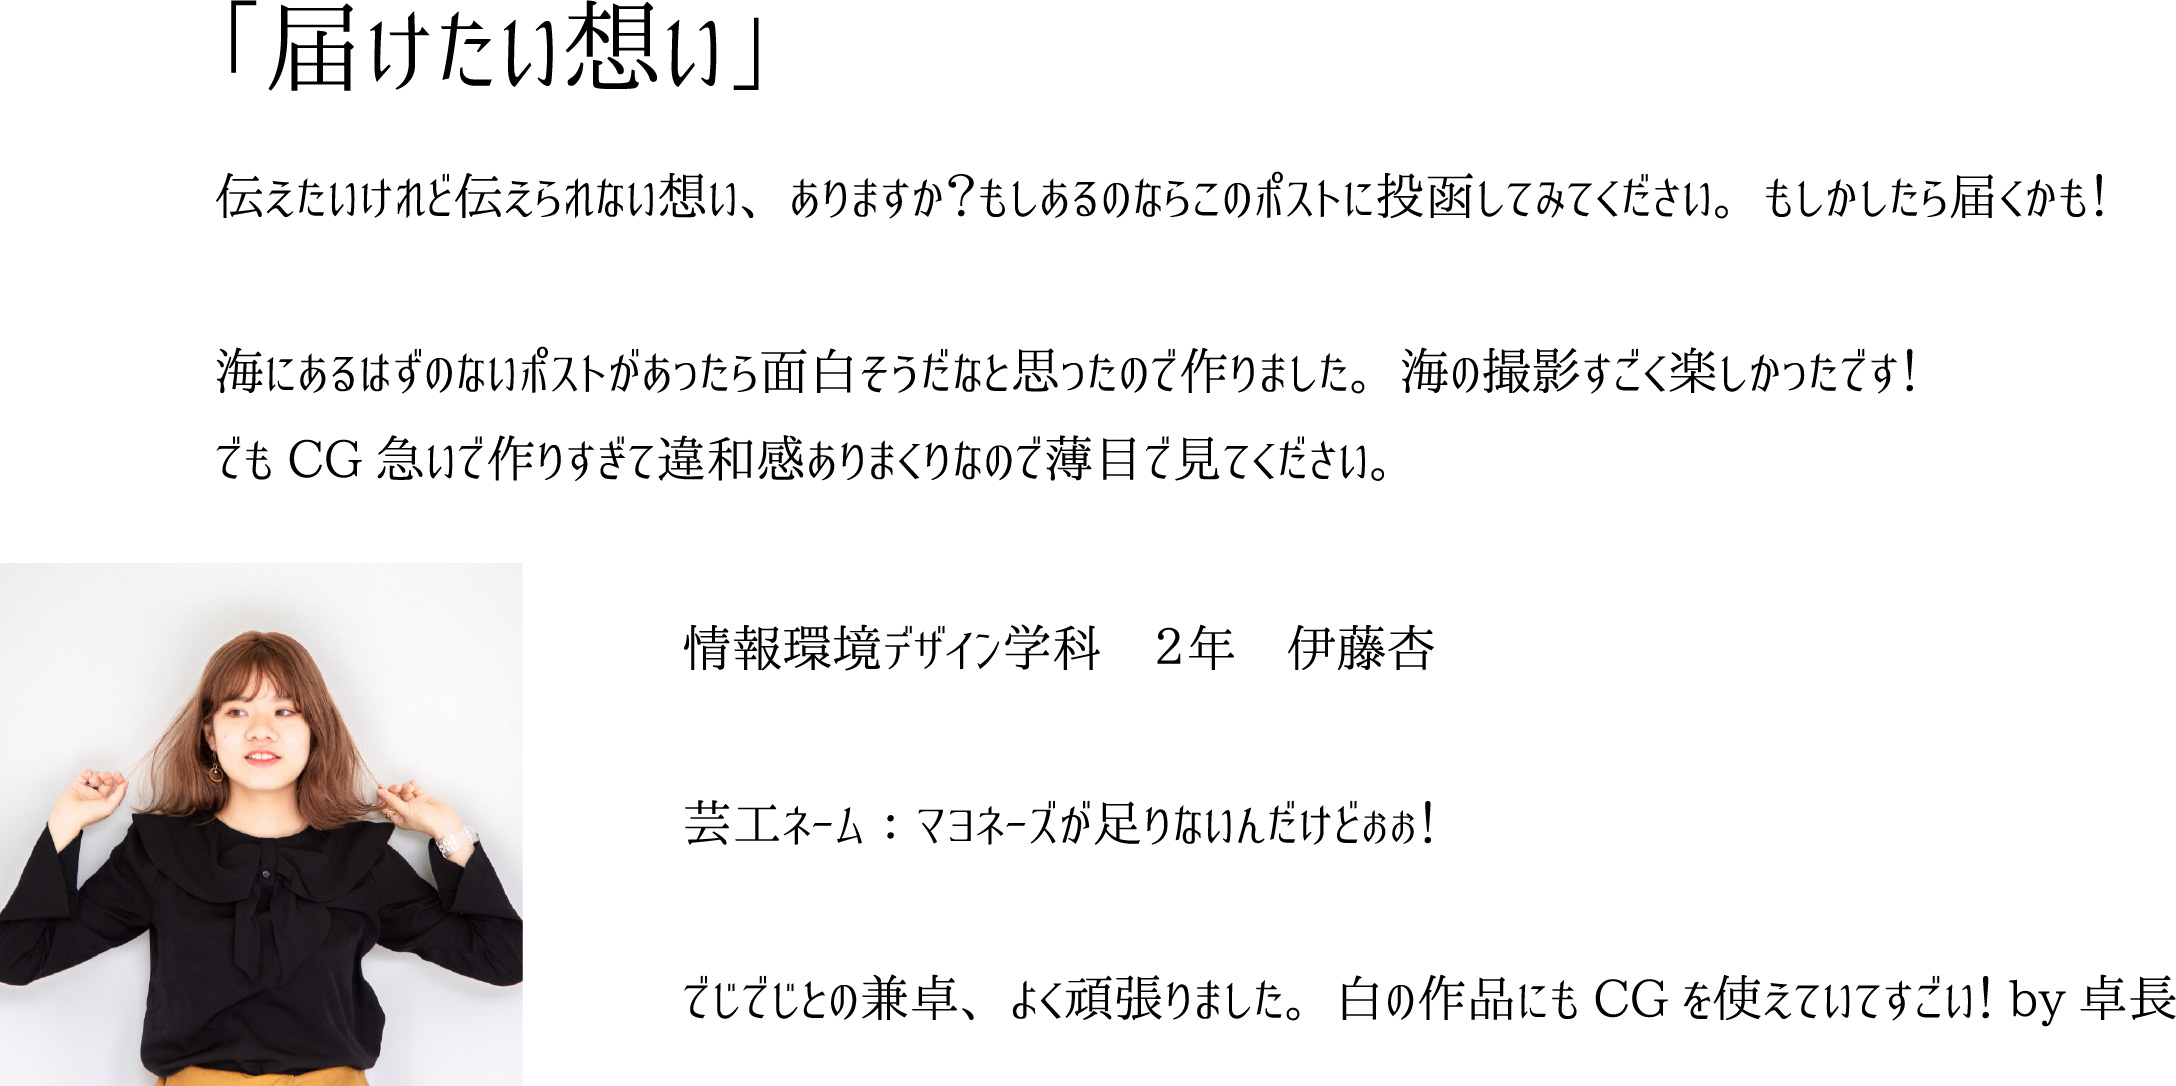 「届けたい想い」
伝えたいけれど伝えられない想い、ありますか？もしあるのならこのポストに投函してみてください。もしかしたら届くかも！
海にあるはずのないポストがあったら面白そうだなと思ったので作りました。海の撮影すごく楽しかったです！
でも CG 急いで作りすぎて違和感ありまくりなので薄目で見てください。
情報環境デザイン学科　２年　伊藤杏
芸工ネーム：マヨネーズが足りないんだけどぉぉ！
でじでじとの兼卓、よく頑張りました。白の作品にも CG を使えていてすごい！by 卓長